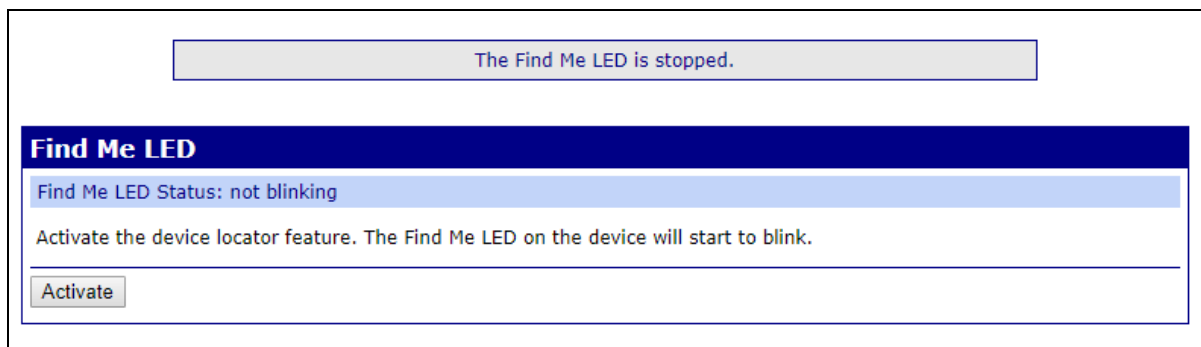 The Find Me LED is stopped.
Find Me LED
Find Me LED Status: not blinking
Activate the device locator feature. The Find Me LED on the device will start to blink.
Activate